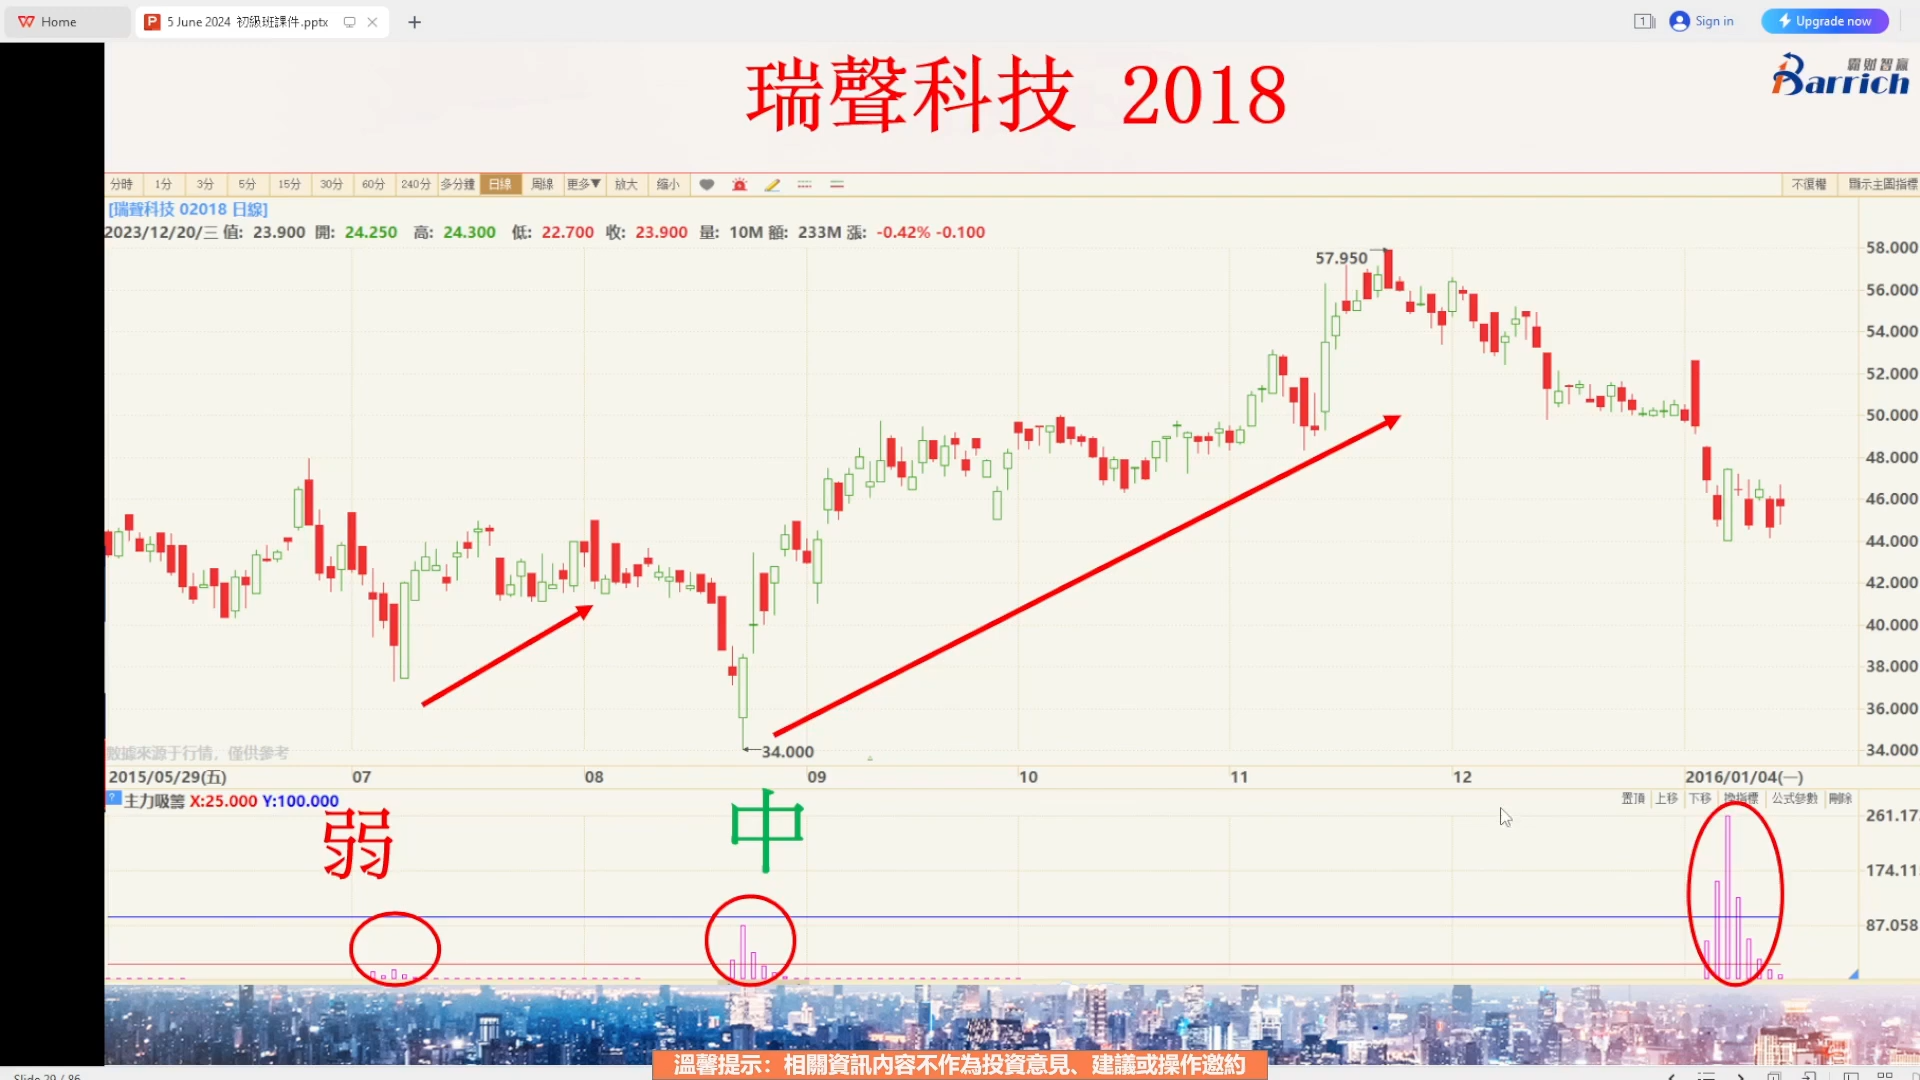 Home
5 June 2024 初級班課件.pptx
1
Sign in
Upgrade now
瑞聲科技 2018
霸財智贏
Barrich
分時 1分 3分 5分 15分 30分 60分 240分 多分鐘 日線 周線 更多▼ 放大 縮小
不復權 顯示主圖指標
[瑞聲科技 02018 日線]
2023/12/20/三 值: 23.900 開: 24.250 高: 24.300 低: 22.700 收: 23.900 量: 10M 額: 233M 漲: -0.42% -0.100
57.950
58.000
56.000
54.000
52.000
50.000
48.000
46.000
44.000
42.000
40.000
38.000
36.000
34.000
34.000
數據來源于行情，僅供參考
2015/05/29(五) 07 08 09 10 11 12 2016/01/04(一)
? 主力吸籌 X:25.000 Y:100.000
置頂 上移 下移 換指標 公式參數 刪除
弱
中
261.17
174.11
87.058
溫馨提示：相關資訊内容不作為投資意見、建議或操作邀約
Slide 29 / 86